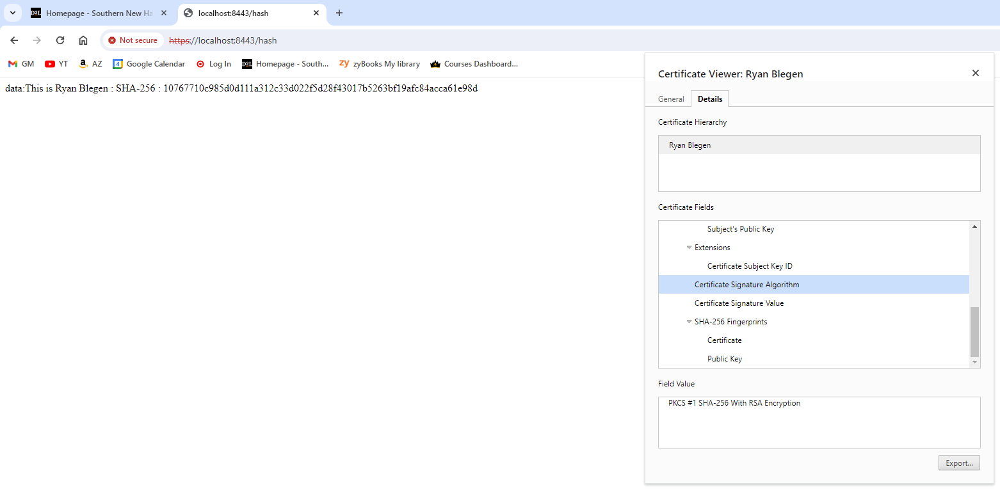 D2L Homepage - Southern New Ha
localhost:8443/hash
Not secure https://localhost:8443/hash
GM YT AZ 4 Google Calendar Log In D2L Homepage - South... zy zyBooks My library Courses Dashboard...
data:This is Ryan Blegen : SHA-256 : 10767710c985d0d111a312c33d022f5d28f43017b5263bf19afc84acca61e98d
Certificate Viewer: Ryan Blegen
General Details
Certificate Hierarchy
Ryan Blegen
Certificate Fields
Subject's Public Key
Extensions
Certificate Subject Key ID
Certificate Signature Algorithm
Certificate Signature Value
SHA-256 Fingerprints
Certificate
Public Key
Field Value
PKCS #1 SHA-256 With RSA Encryption
Export...